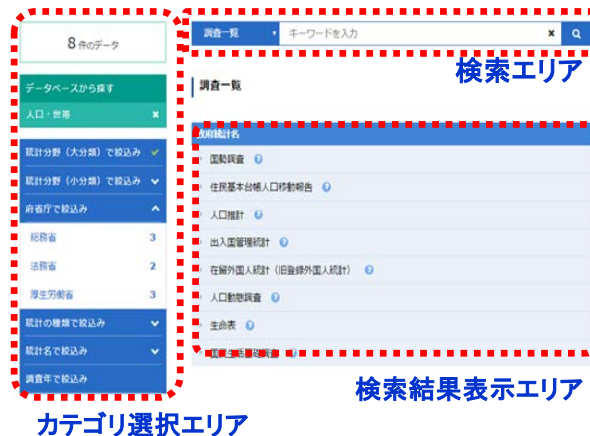 8 件のデータ
データベースから探す
人口・世帯 ×
統計分野（大分類）で絞込み
統計分野（小分類）で絞込み
府省庁で絞込み
総務省 3
法務省 2
厚生労働省 3
統計の種類で絞込み
統計名で絞込み
調査年で絞込み
カテゴリ選択エリア
調査一覧 キーワードを入力 ×
検索エリア
調査一覧
政府統計名
国勢調査
住民基本台帳人口移動報告
人口推計
出入国管理統計
在留外国人統計（旧登録外国人統計）
人口動態調査
生命表
国民生活基礎調査
検索結果表示エリア